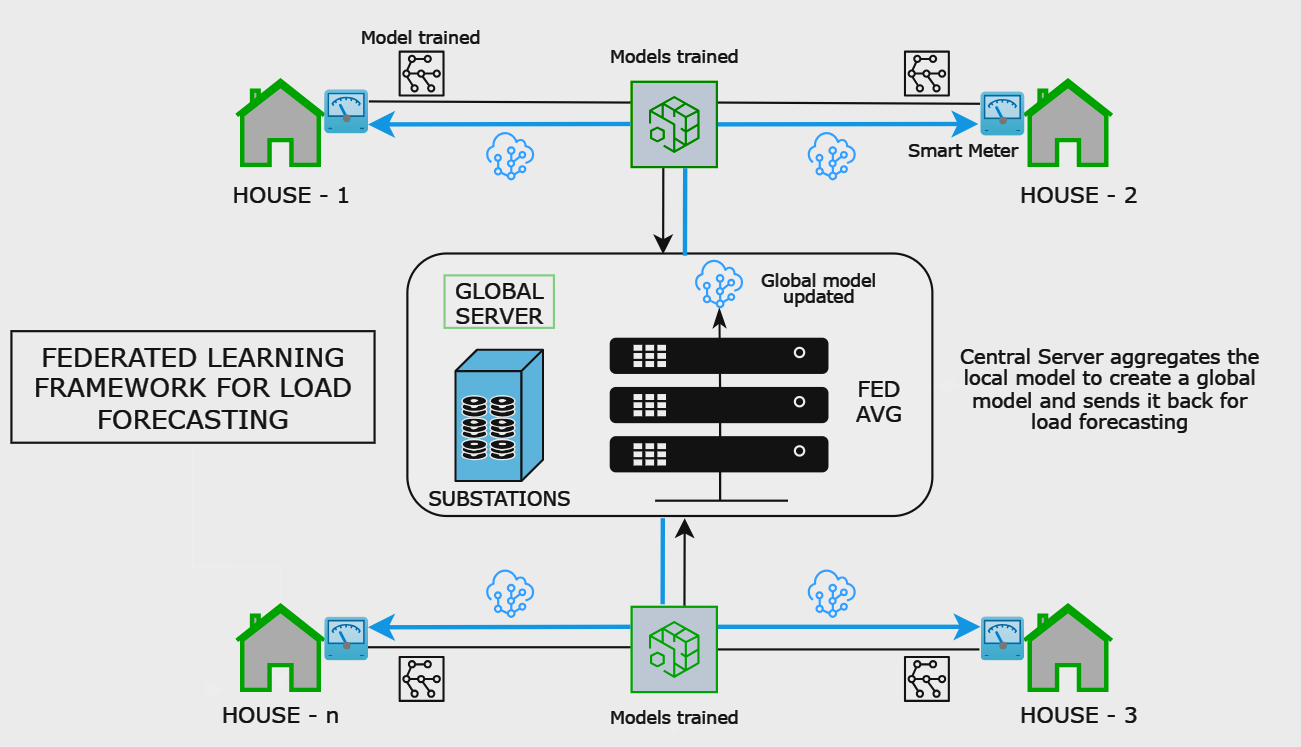 Model trained
Models trained
Smart Meter
HOUSE - 1
HOUSE - 2
GLOBAL
SERVER
Global model
updated
FEDERATED LEARNING
FRAMEWORK FOR LOAD
FORECASTING
FED
AVG
Central Server aggregates the
local model to create a global
model and sends it back for
load forecasting
SUBSTATIONS
HOUSE - n
Models trained
HOUSE - 3